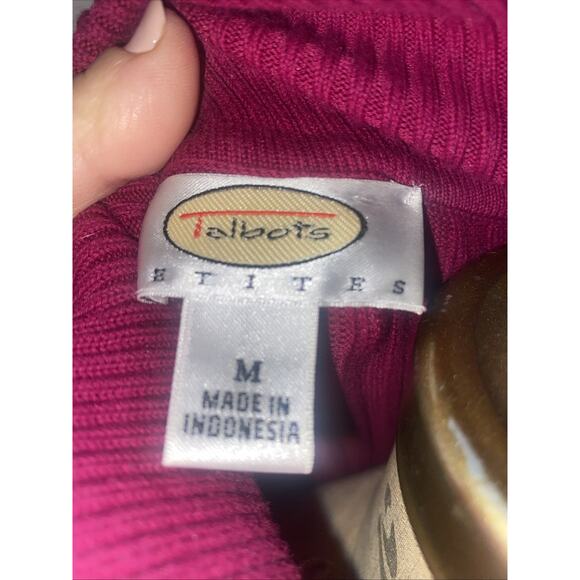 Talbots
ETITES
M
MADE IN
INDONESIA